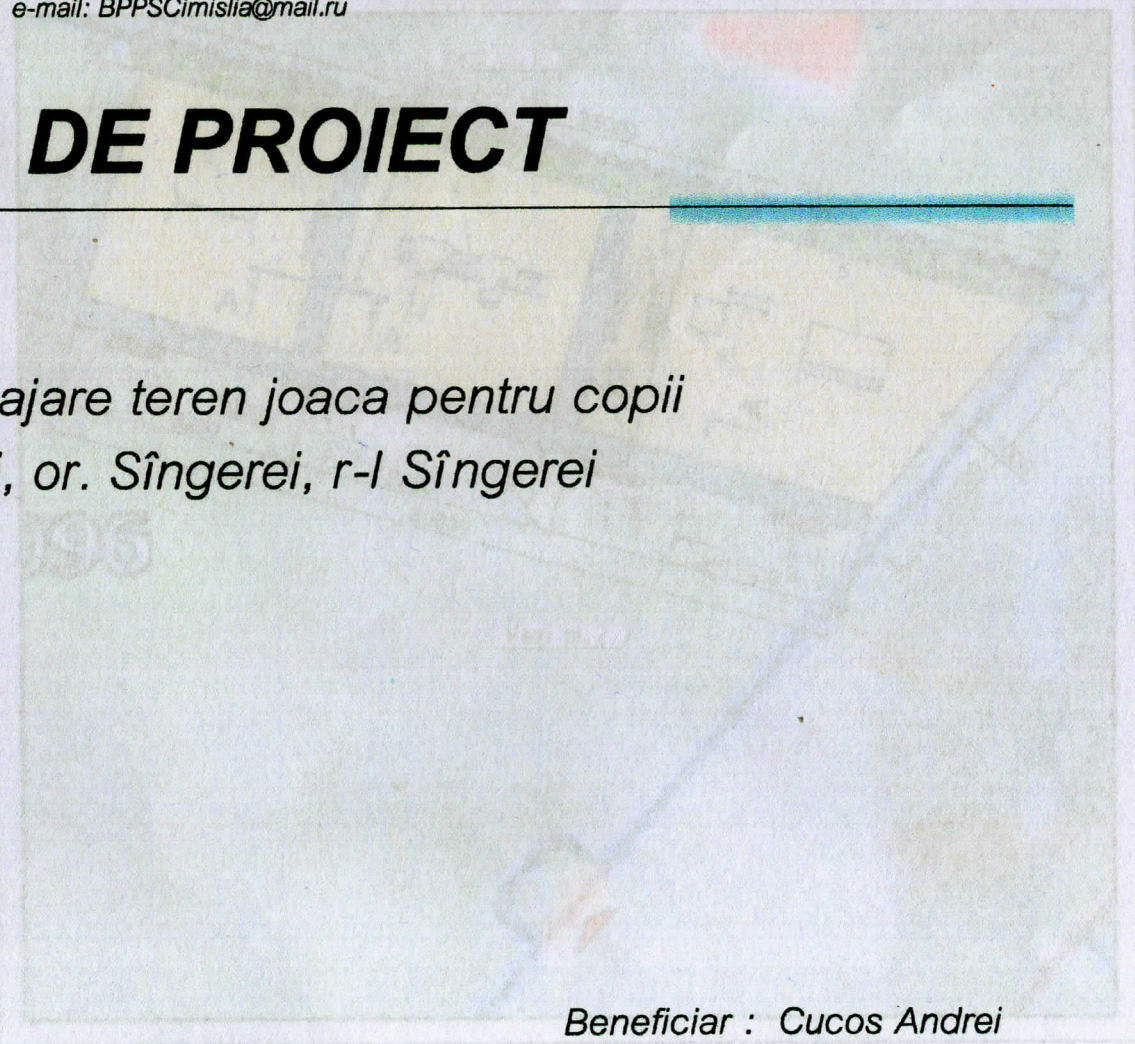 e-mail: BPPSCimislia@mail.ru
DE PROIECT
ajare teren joaca pentru copii
, or. Sîngerei, r-l Sîngerei
Beneficiar : Cucos Andrei